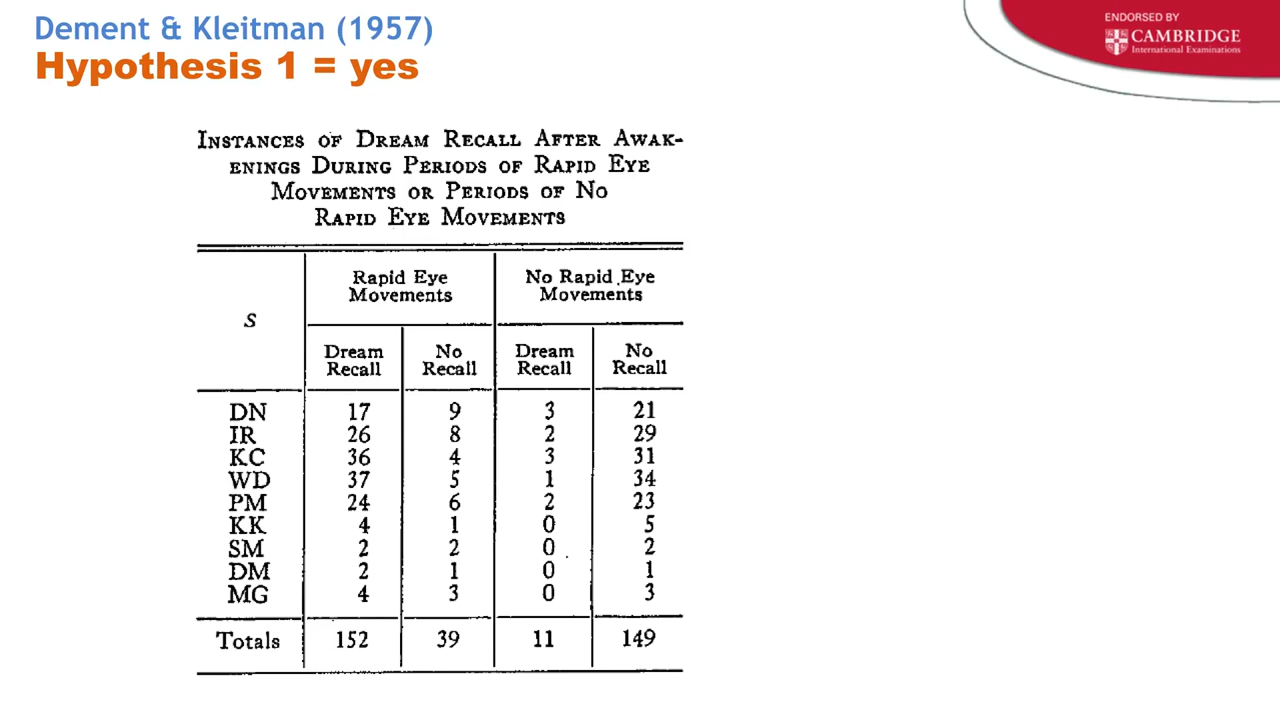 Dement & Kleitman (1957)
Hypothesis 1 = yes
ENDORSED BY
CAMBRIDGE
International Examinations
INSTANCES OF DREAM RECALL AFTER AWAK-
ENINGS DURING PERIODS OF RAPID EYE
MOVEMENTS OR PERIODS OF NO
RAPID EYE MOVEMENTS
S
Rapid Eye
Movements
No Rapid Eye
Movements
Dream
Recall
No
Recall
Dream
Recall
No
Recall
DN 17 9 3 21
IR 26 8 2 29
KC 36 4 3 31
WD 37 5 1 34
PM 24 6 2 23
KK 4 1 0 5
SM 2 2 0 2
DM 2 1 0 1
MG 4 3 0 3
Totals 152 39 11 149